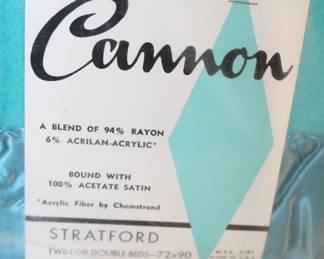 Cannon
A BLEND OF 94% RAYON
6% ACRILAN-ACRYLIC*
BOUND WITH
100% ACETATE SATIN
*Acrylic Fiber by Chemstrand
STRATFORD
TWIN OR DOUBLE BEDS—72x90